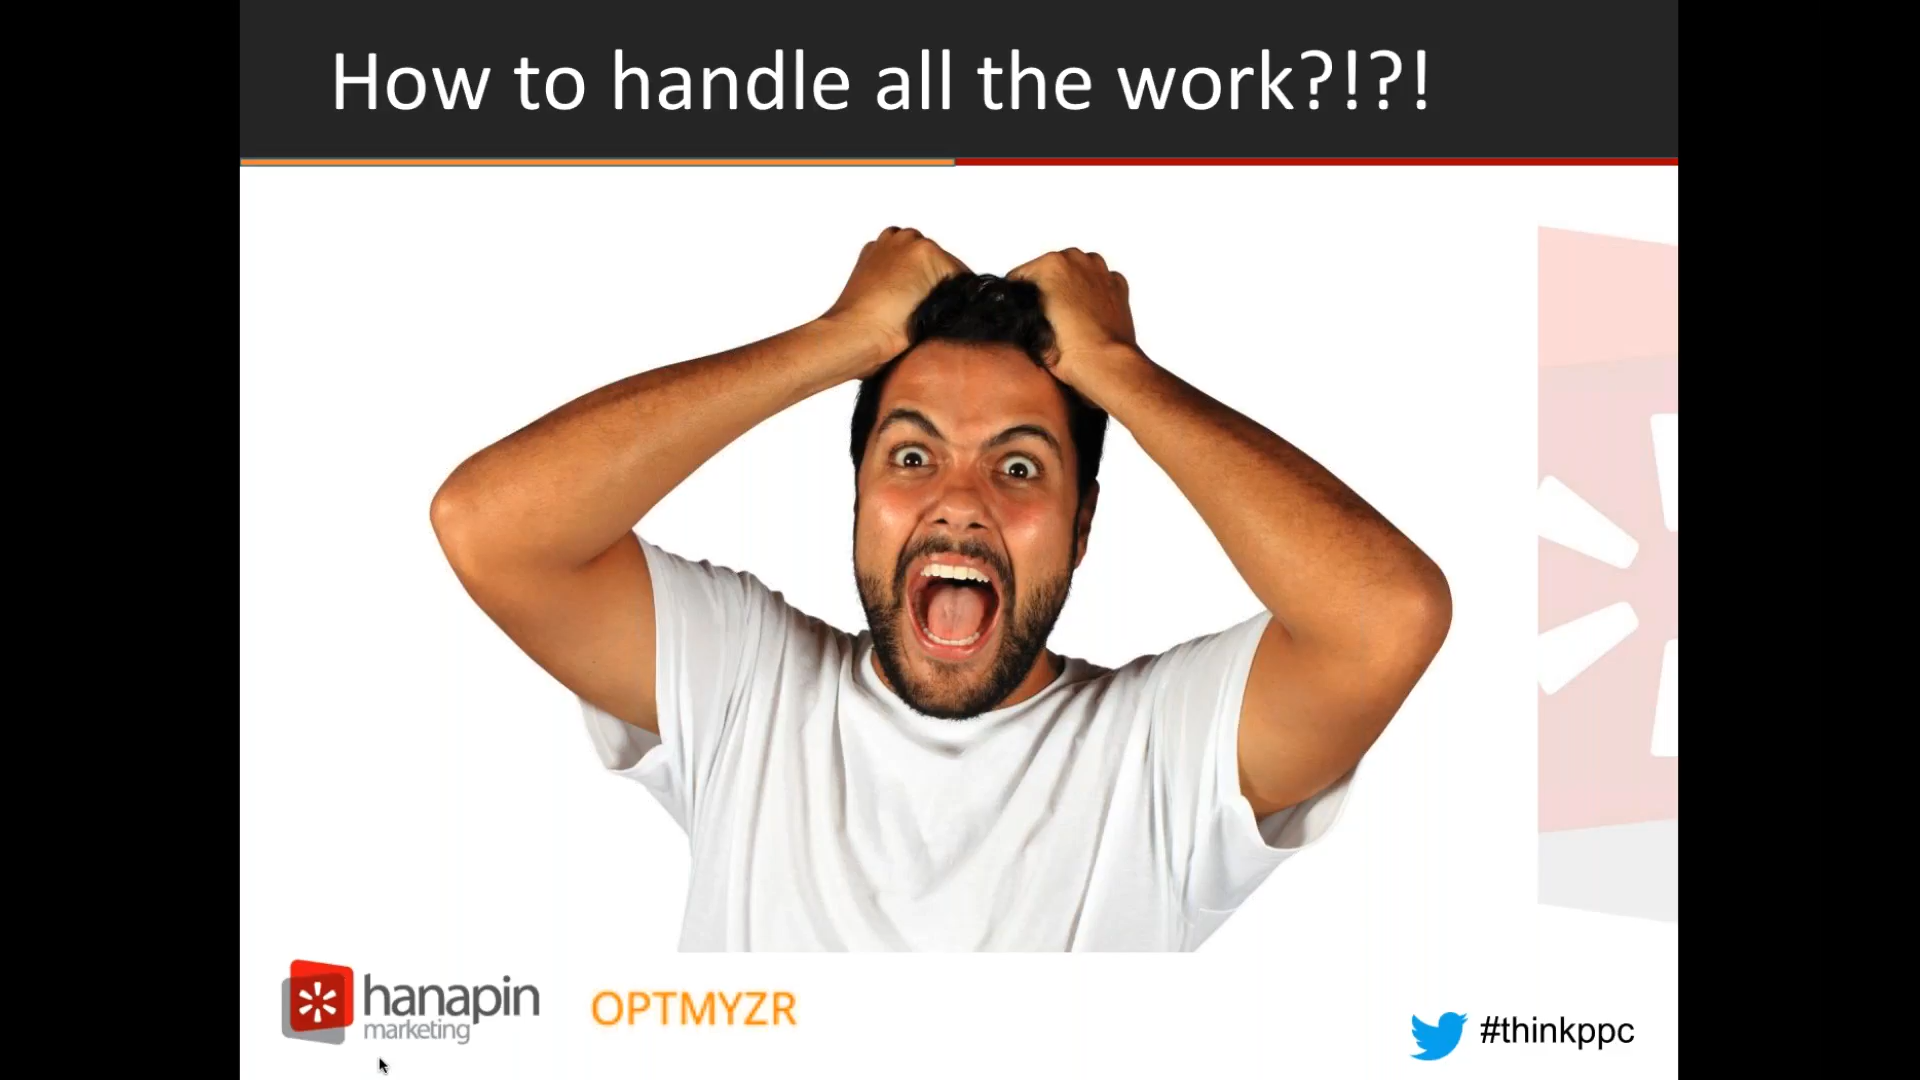 How to handle all the work?!?!
hanapin
marketing
OPTMYZR
#thinkppc